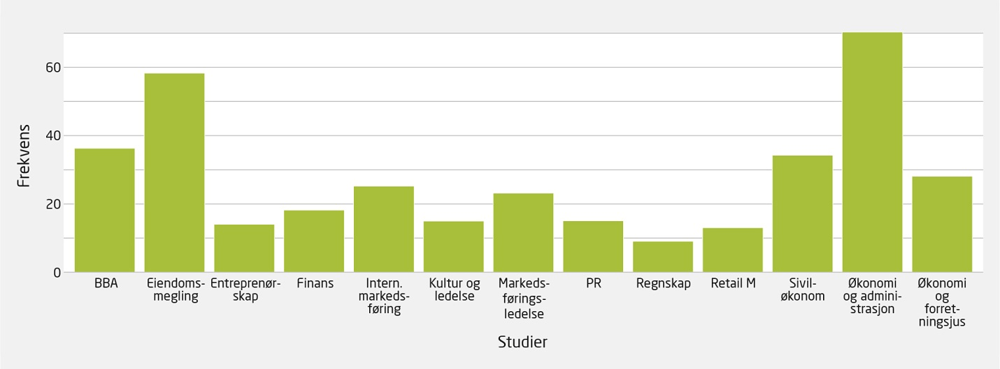 Frekvens
60
40
20
0
BBA
Eiendoms-
megling
Entreprenør-
skap
Finans
Intern.
markeds-
føring
Kultur og
ledelse
Markeds-
førings-
ledelse
PR
Regnskap
Retail M
Sivil-
økonom
Økonomi
og admini-
strasjon
Økonomi
og
forret-
ningsjus
Studier